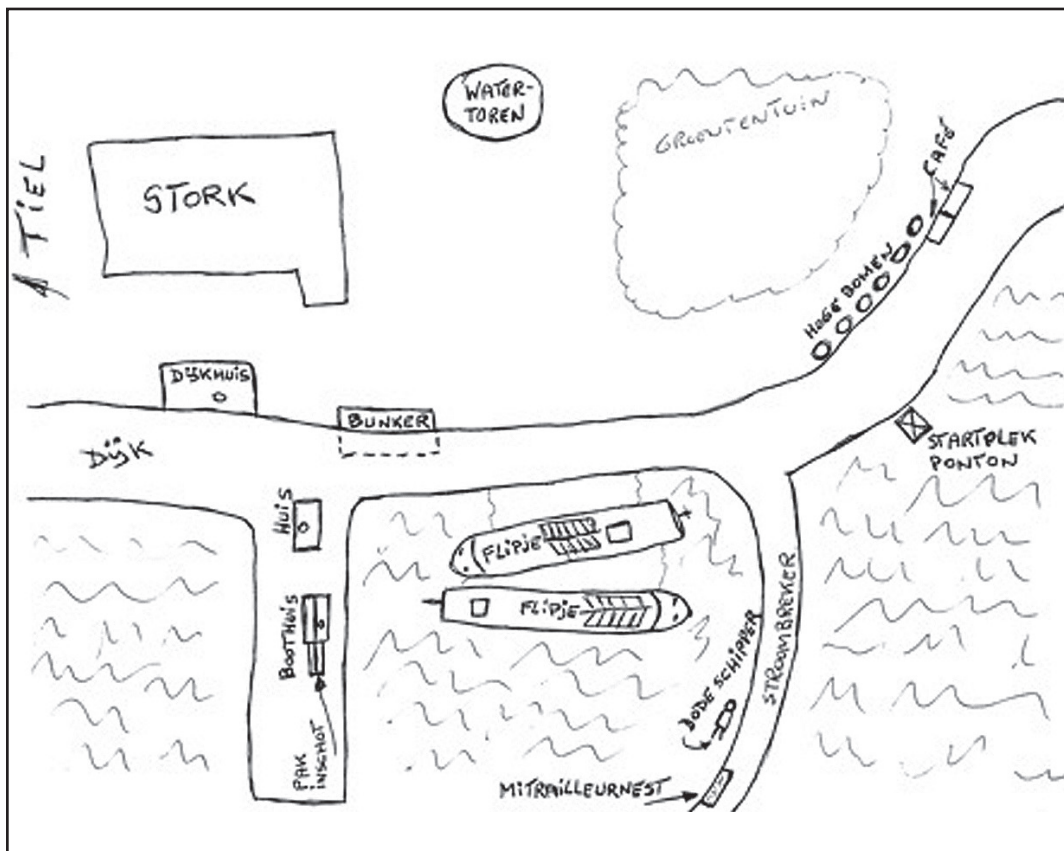 WATER-
TOREN
GROENTENTUIN
TIEL
STORK
CAFÉ
HOGE BOMEN
DIJKHUIS
BUNKER
DIJK
STARTPLEK
PONTON
HUIS
FLIPJE
FLIPJE
BOOTHUIS
STROOMBREKER
DODE SCHIPPER
PAK
INSCHOT
MITRAILLEURNEST